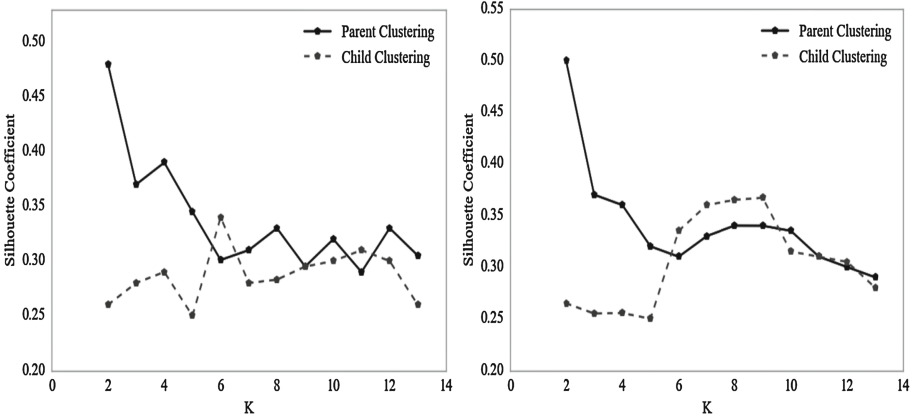 Parent Clustering
Child Clustering
Silhouette Coefficient
0.50
0.45
0.40
0.35
0.30
0.25
0.20
0 2 4 6 8 10 12 14
K
Parent Clustering
Child Clustering
Silhouette Coefficient
0.55
0.50
0.45
0.40
0.35
0.30
0.25
0.20
0 2 4 6 8 10 12 14
K